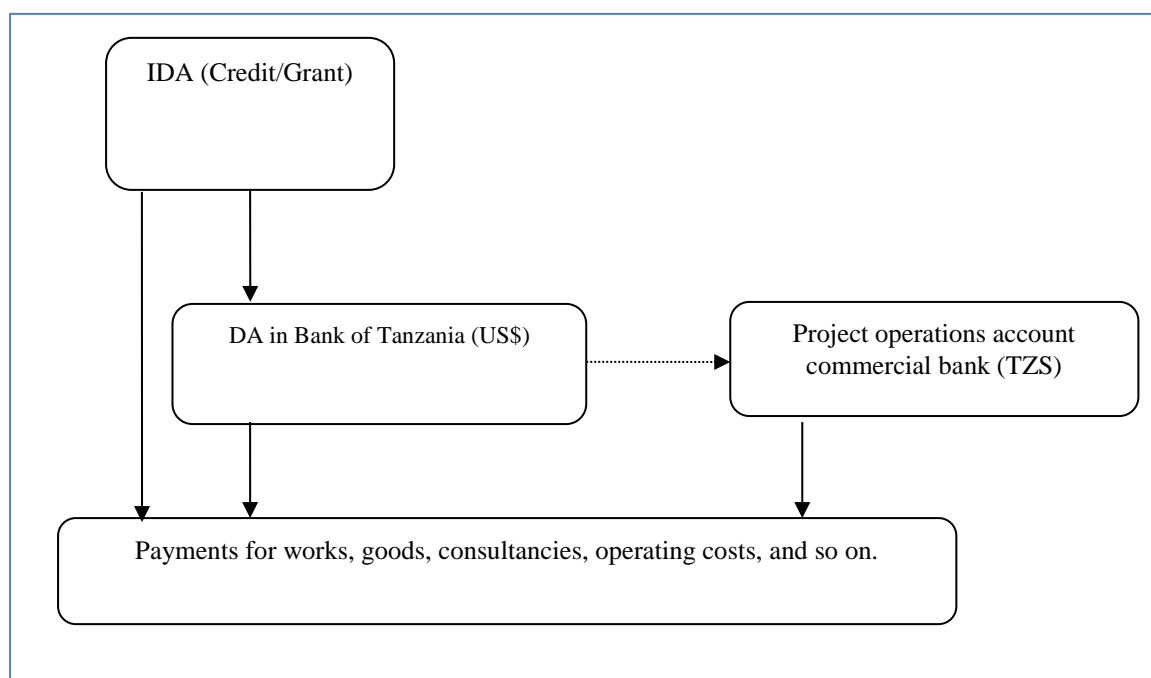 IDA (Credit/Grant)
DA in Bank of Tanzania (US$)
Project operations account
commercial bank (TZS)
Payments for works, goods, consultancies, operating costs, and so on.